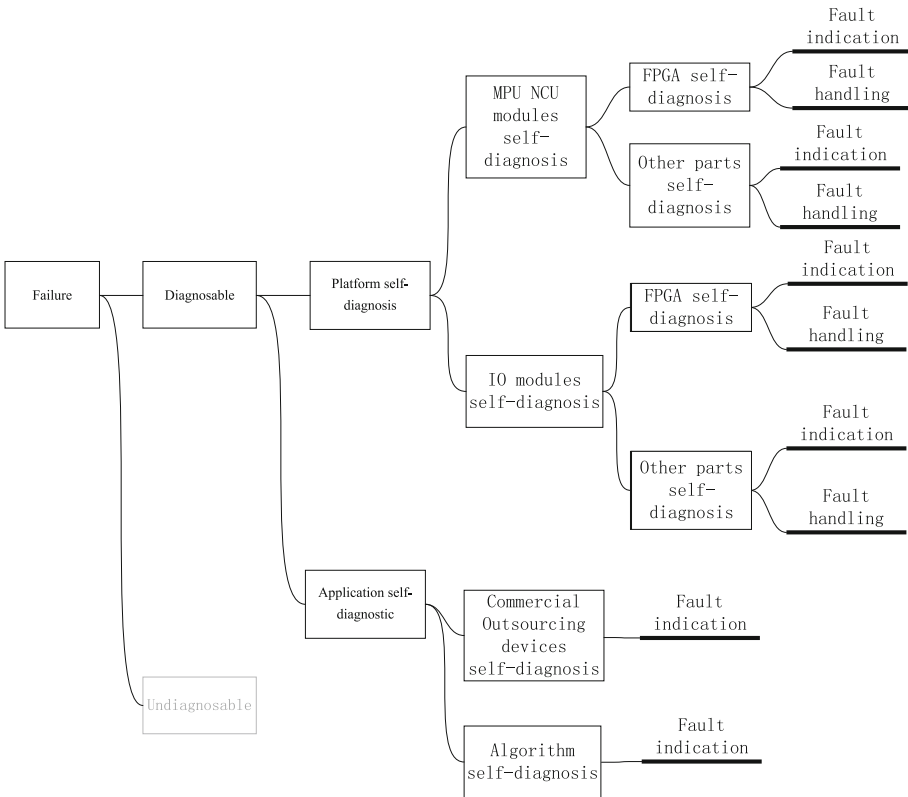 Failure
Diagnosable
Undiagnosable
Platform self-
diagnosis
Application self-
diagnostic
MPU NCU
modules
self-
diagnosis
IO modules
self-diagnosis
Commercial
Outsourcing
devices
self-diagnosis
Algorithm
self-diagnosis
FPGA self-
diagnosis
Other parts
self-
diagnosis
FPGA self-
diagnosis
Other parts
self-
diagnosis
Fault
indication
Fault
handling
Fault
indication
Fault
handling
Fault
indication
Fault
handling
Fault
indication
Fault
handling
Fault
indication
Fault
indication